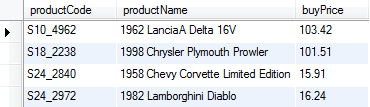 productCode productName buyPrice
S10_4962 1962 LanciaA Delta 16V 103.42
S18_2238 1998 Chrysler Plymouth Prowler 101.51
S24_2840 1958 Chevy Corvette Limited Edition 15.91
S24_2972 1982 Lamborghini Diablo 16.24